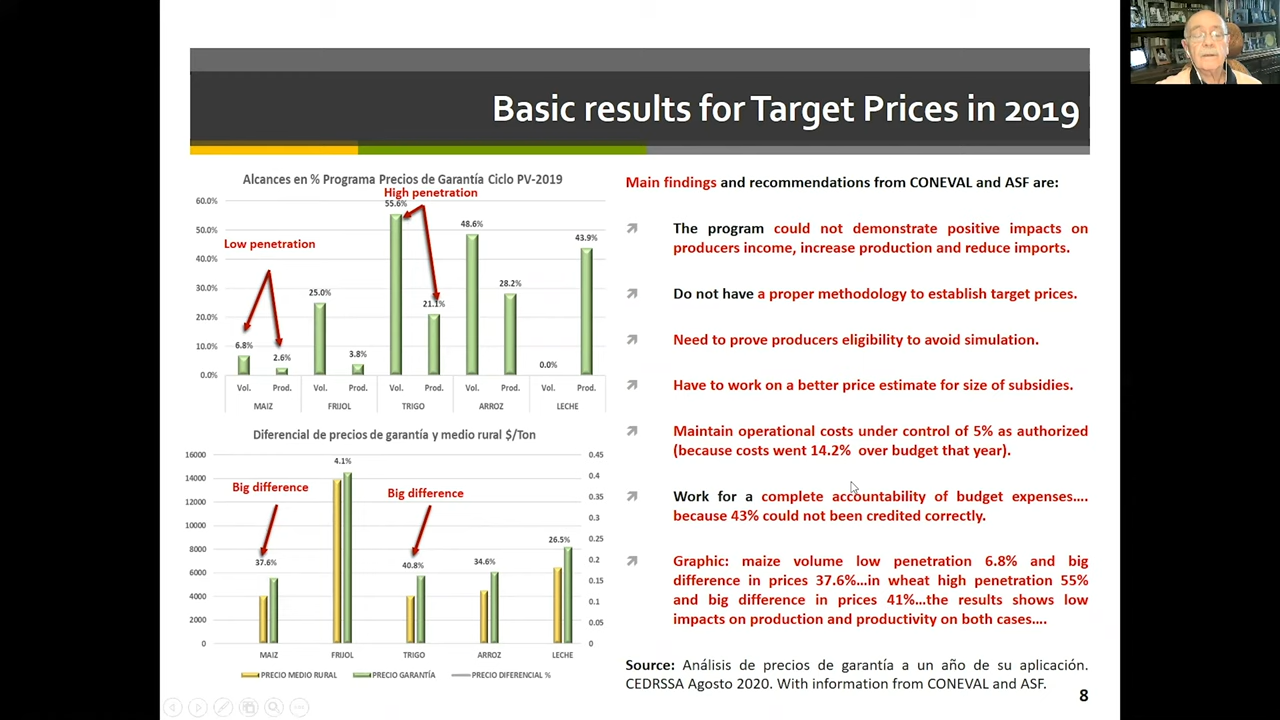 Basic results for Target Prices in 2019
Alcances en % Programa Precios de Garantía Ciclo PV-2019
High penetration
Low penetration
60.0%
50.0%
40.0%
30.0%
20.0%
10.0%
0.0%
6.8%
2.6%
25.0%
3.8%
55.6%
21.1%
48.6%
28.2%
0.0%
43.9%
Vol. Prod. Vol. Prod. Vol. Prod. Vol. Prod. Vol. Prod.
MAIZ FRIJOL TRIGO ARROZ LECHE
Diferencial de precios de garantía y medio rural $/Ton
16000
14000
12000
10000
8000
6000
4000
2000
0
0.45
0.4
0.35
0.3
0.25
0.2
0.15
0.1
0.05
0
Big difference
Big difference
37.6%
4.1%
40.8%
34.6%
26.5%
MAIZ FRIJOL TRIGO ARROZ LECHE
PRECIO MEDIO RURAL PRECIO GARANTÍA PRECIO DIFERENCIAL %
Main findings and recommendations from CONEVAL and ASF are:
The program could not demonstrate positive impacts on
producers income, increase production and reduce imports.
Do not have a proper methodology to establish target prices.
Need to prove producers eligibility to avoid simulation.
Have to work on a better price estimate for size of subsidies.
Maintain operational costs under control of 5% as authorized
(because costs went 14.2% over budget that year).
Work for a complete accountability of budget expenses....
because 43% could not been credited correctly.
Graphic: maize volume low penetration 6.8% and big
difference in prices 37.6%...in wheat high penetration 55%
and big difference in prices 41%...the results shows low
impacts on production and productivity on both cases....
Source: Análisis de precios de garantía a un año de su aplicación.
CEDRSSA Agosto 2020. With information from CONEVAL and ASF.
8